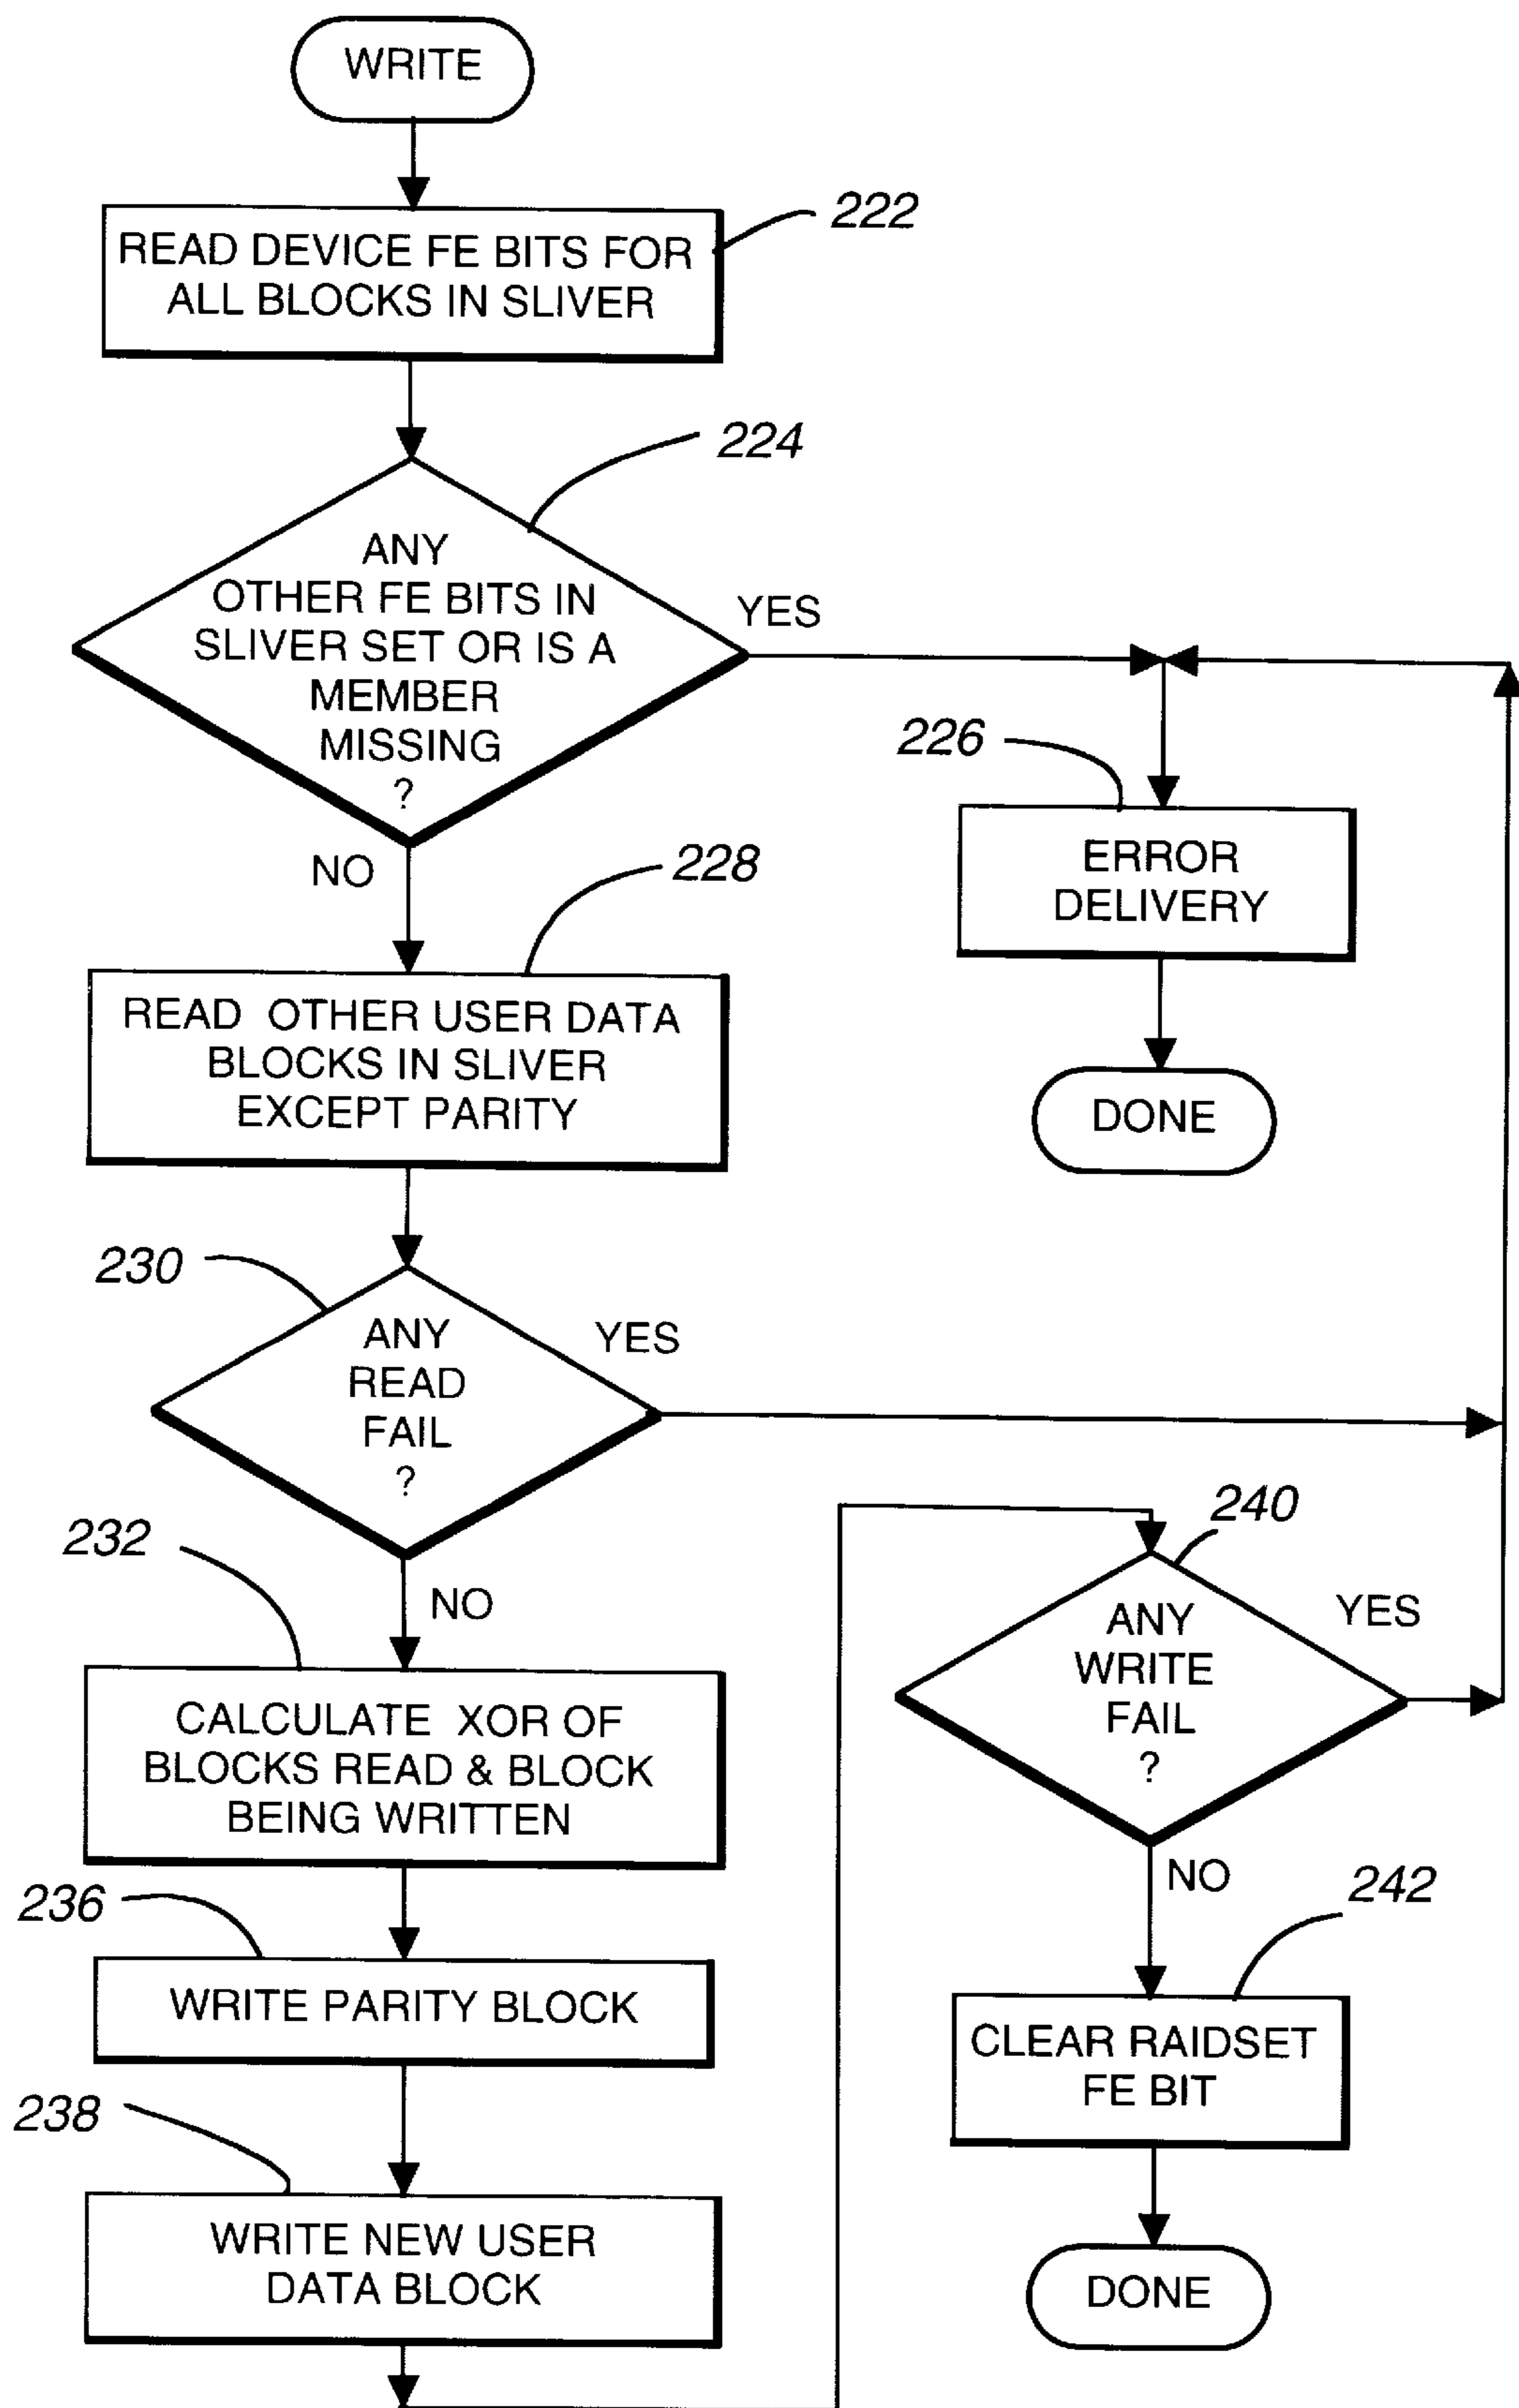 WRITE
222
READ DEVICE FE BITS FOR
ALL BLOCKS IN SLIVER
224
ANY
OTHER FE BITS IN
SLIVER SET OR IS A
MEMBER
MISSING
?
YES
226
ERROR
DELIVERY
DONE
NO
228
READ OTHER USER DATA
BLOCKS IN SLIVER
EXCEPT PARITY
230
ANY
READ
FAIL
?
YES
NO
232
CALCULATE XOR OF
BLOCKS READ & BLOCK
BEING WRITTEN
236
WRITE PARITY BLOCK
238
WRITE NEW USER
DATA BLOCK
240
ANY
WRITE
FAIL
?
YES
NO
242
CLEAR RAIDSET
FE BIT
DONE